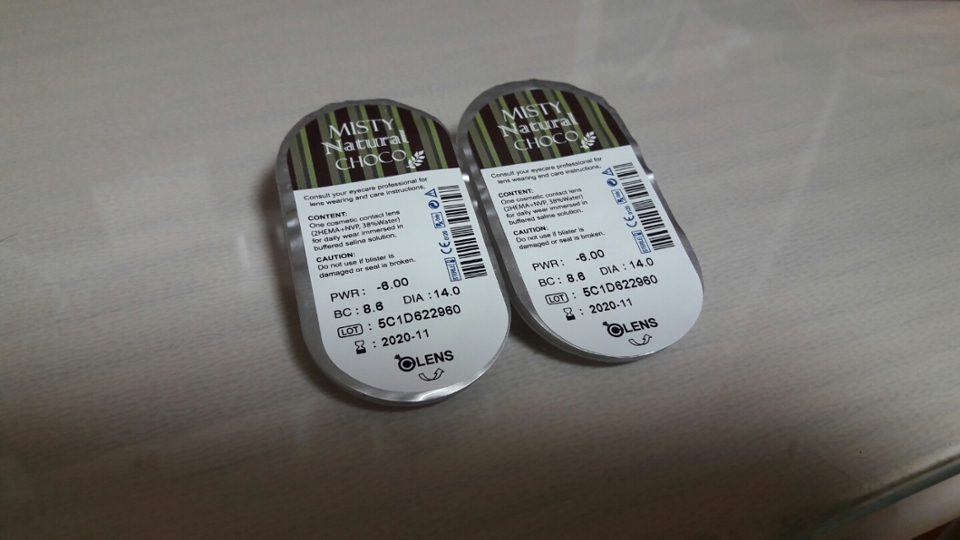 MISTY
Natural
CHOCO
Consult your eyecare professional for
lens wearing and care instructions.
CONTENT:
One cosmetic contact lens
(2HEMA+NVP, 38%Water)
for daily wear immersed in
buffered saline solution.
CAUTION:
Do not use if blister is
damaged or seal is broken.
PWR: -6.00
BC: 8.6 DIA: 14.0
LOT : 5C1D622960
: 2020-11
OLENS
MISTY
Natural
CHOCO
Consult your eyecare professional for
lens wearing and care instructions.
CONTENT:
One cosmetic contact lens
(2HEMA+NVP, 38%Water)
for daily wear immersed in
buffered saline solution.
CAUTION:
Do not use if blister is
damaged or seal is broken.
PWR: -6.00
BC: 8.6 DIA: 14.0
LOT : 5C1D622960
: 2020-11
OLENS